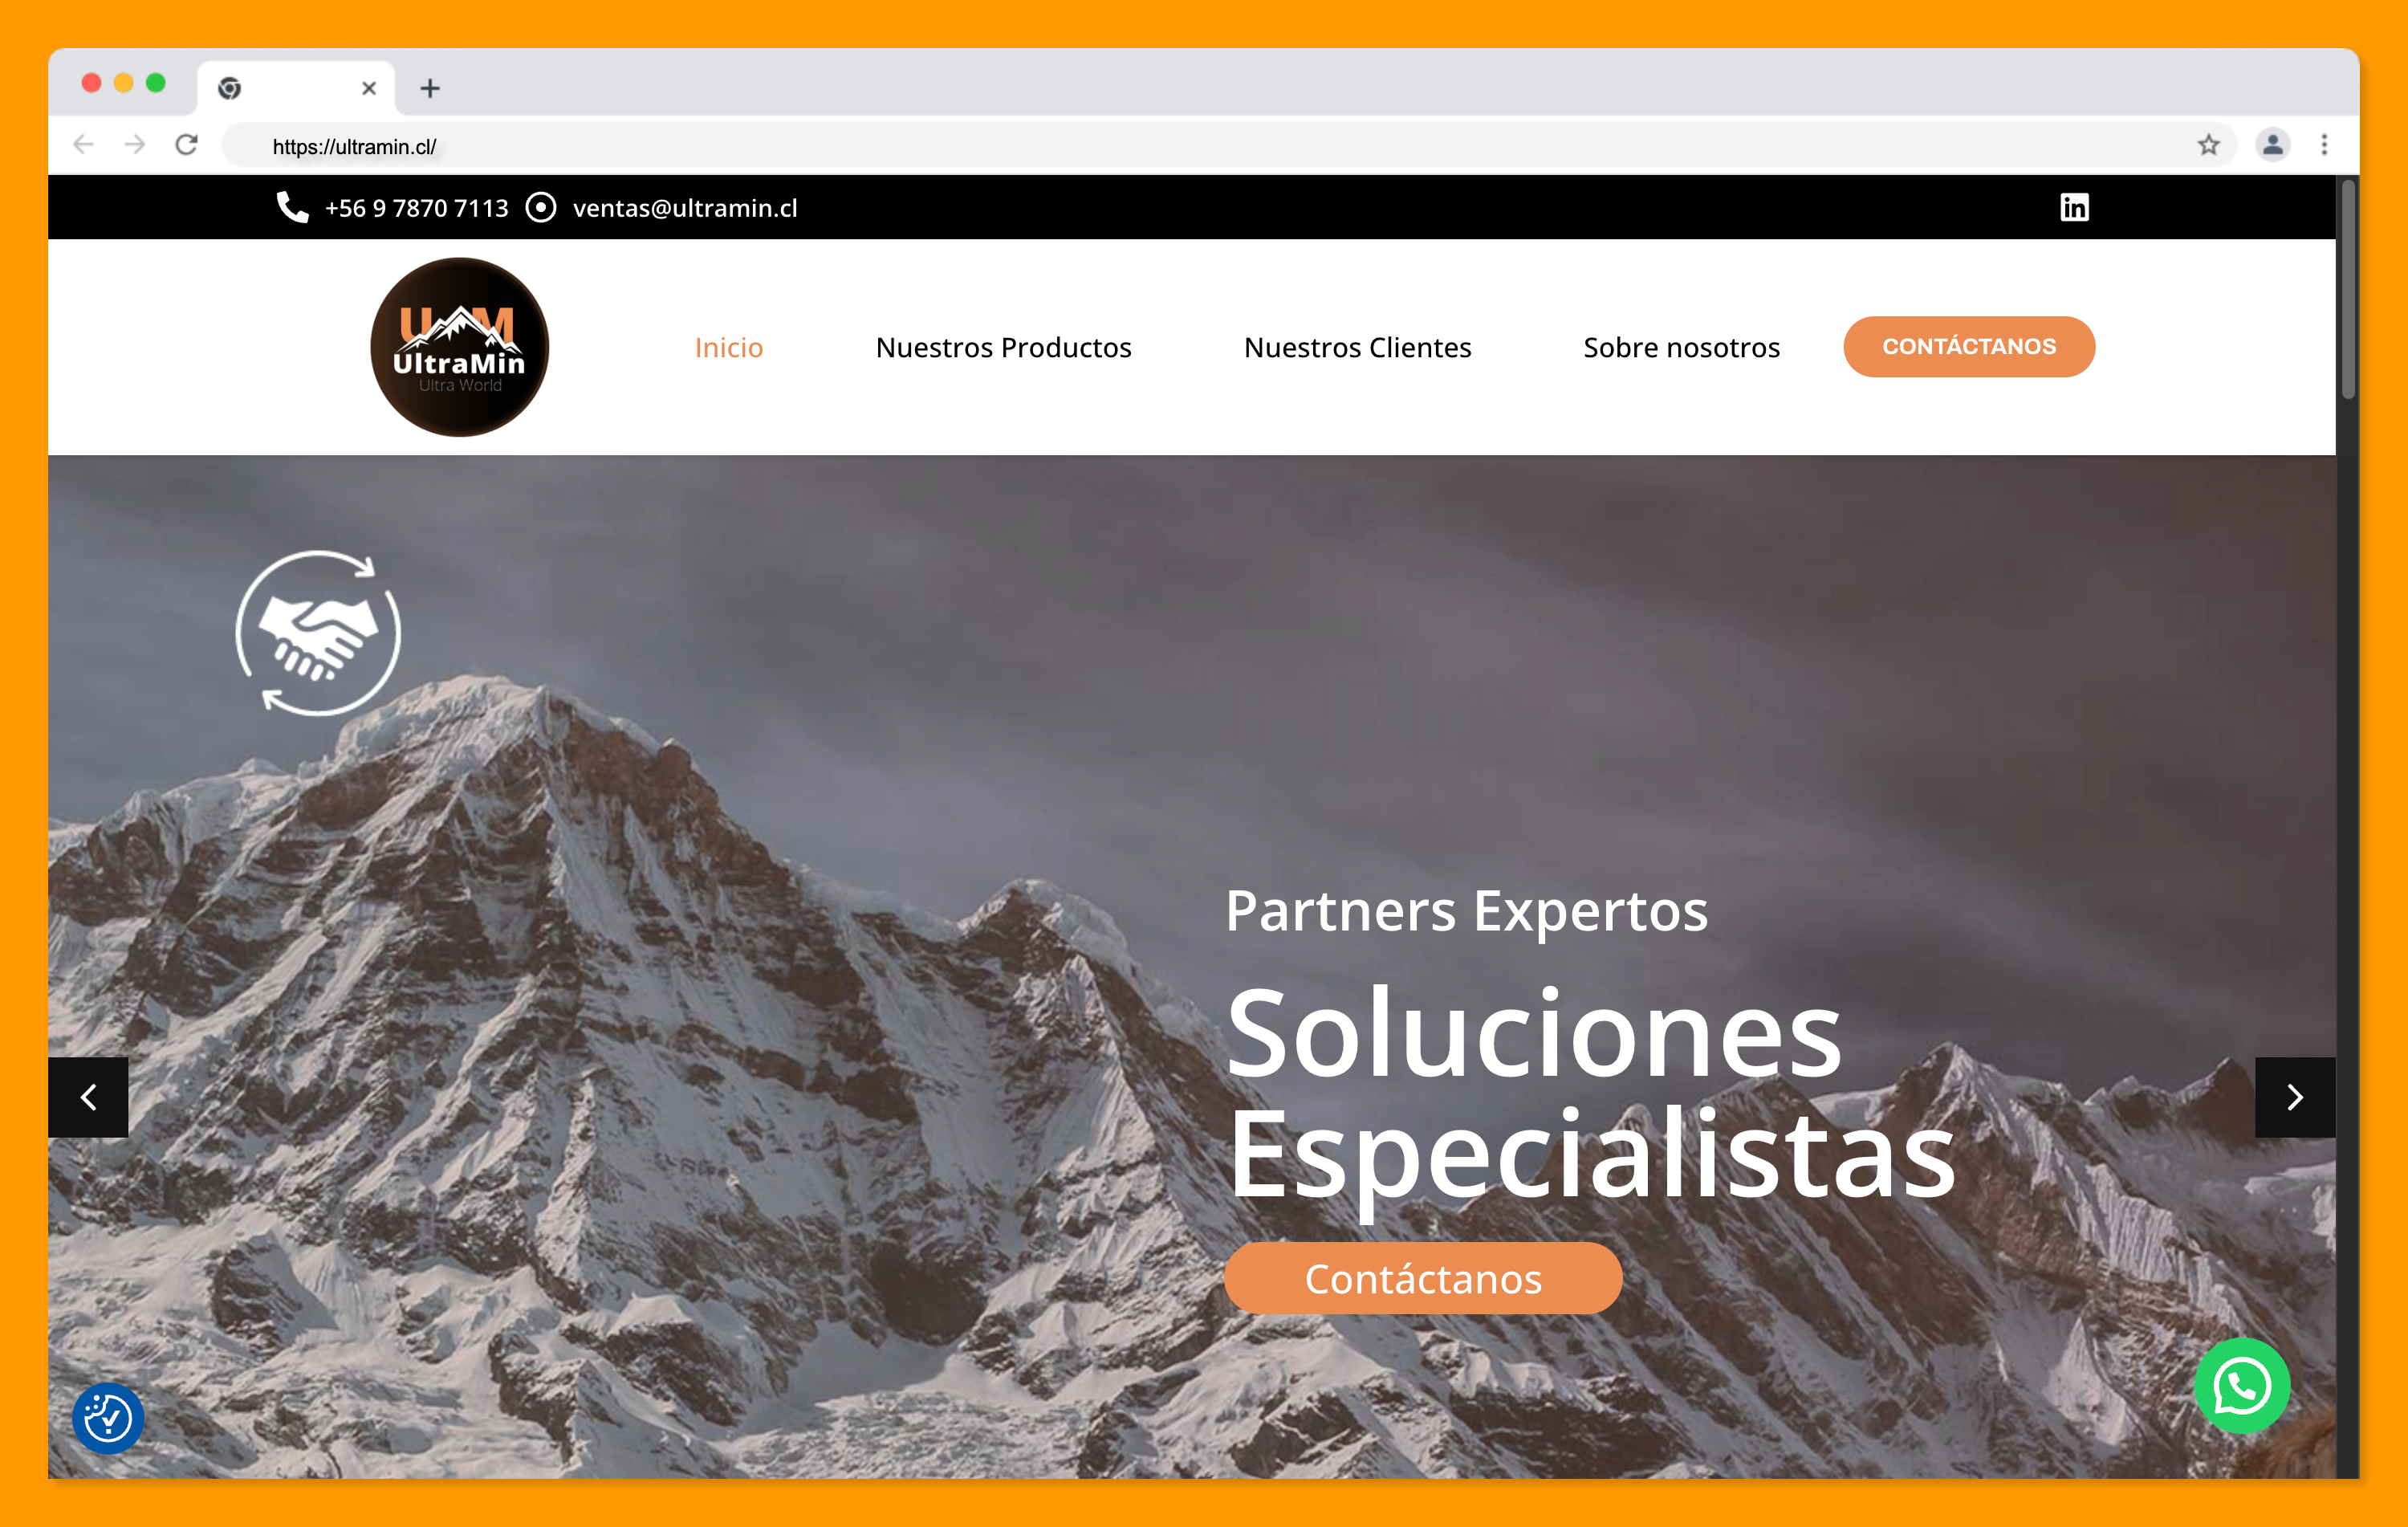 https://ultramin.cl/
+56 9 7870 7113 ventas@ultramin.cl
in
UM
UltraMin
Ultra World
Inicio Nuestros Productos Nuestros Clientes Sobre nosotros CONTÁCTANOS
Partners Expertos
Soluciones
Especialistas
Contáctanos